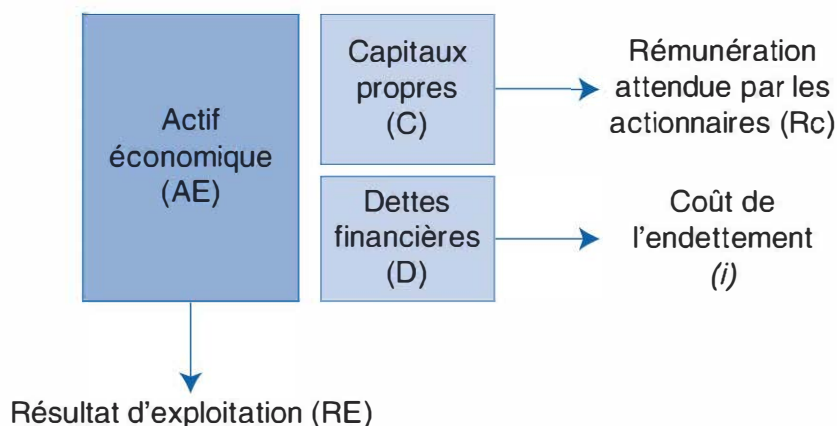 Actif
économique
(AE)
Capitaux
propres
(C)
Rémunération
attendue par les
actionnaires (Rc)
Dettes
financières
(D)
Coût de
l'endettement
(i)
Résultat d'exploitation (RE)